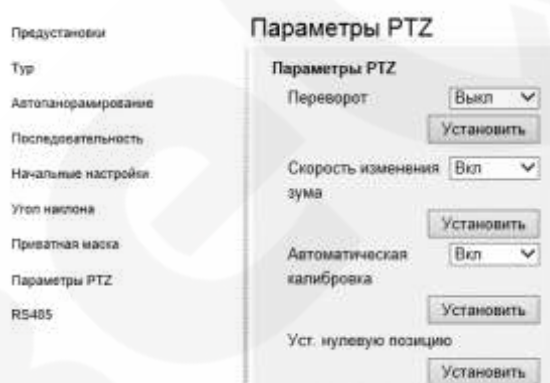 Предустановки
Тур
Автопанорамирование
Последовательность
Начальные настройки
Угол наклона
Приватная маска
Параметры PTZ
RS485
Параметры PTZ
Параметры PTZ
Переворот
Выкл
Установить
Скорость изменения
зума
Вкл
Установить
Автоматическая
калибровка
Вкл
Установить
Уст. нулевую позицию
Установить